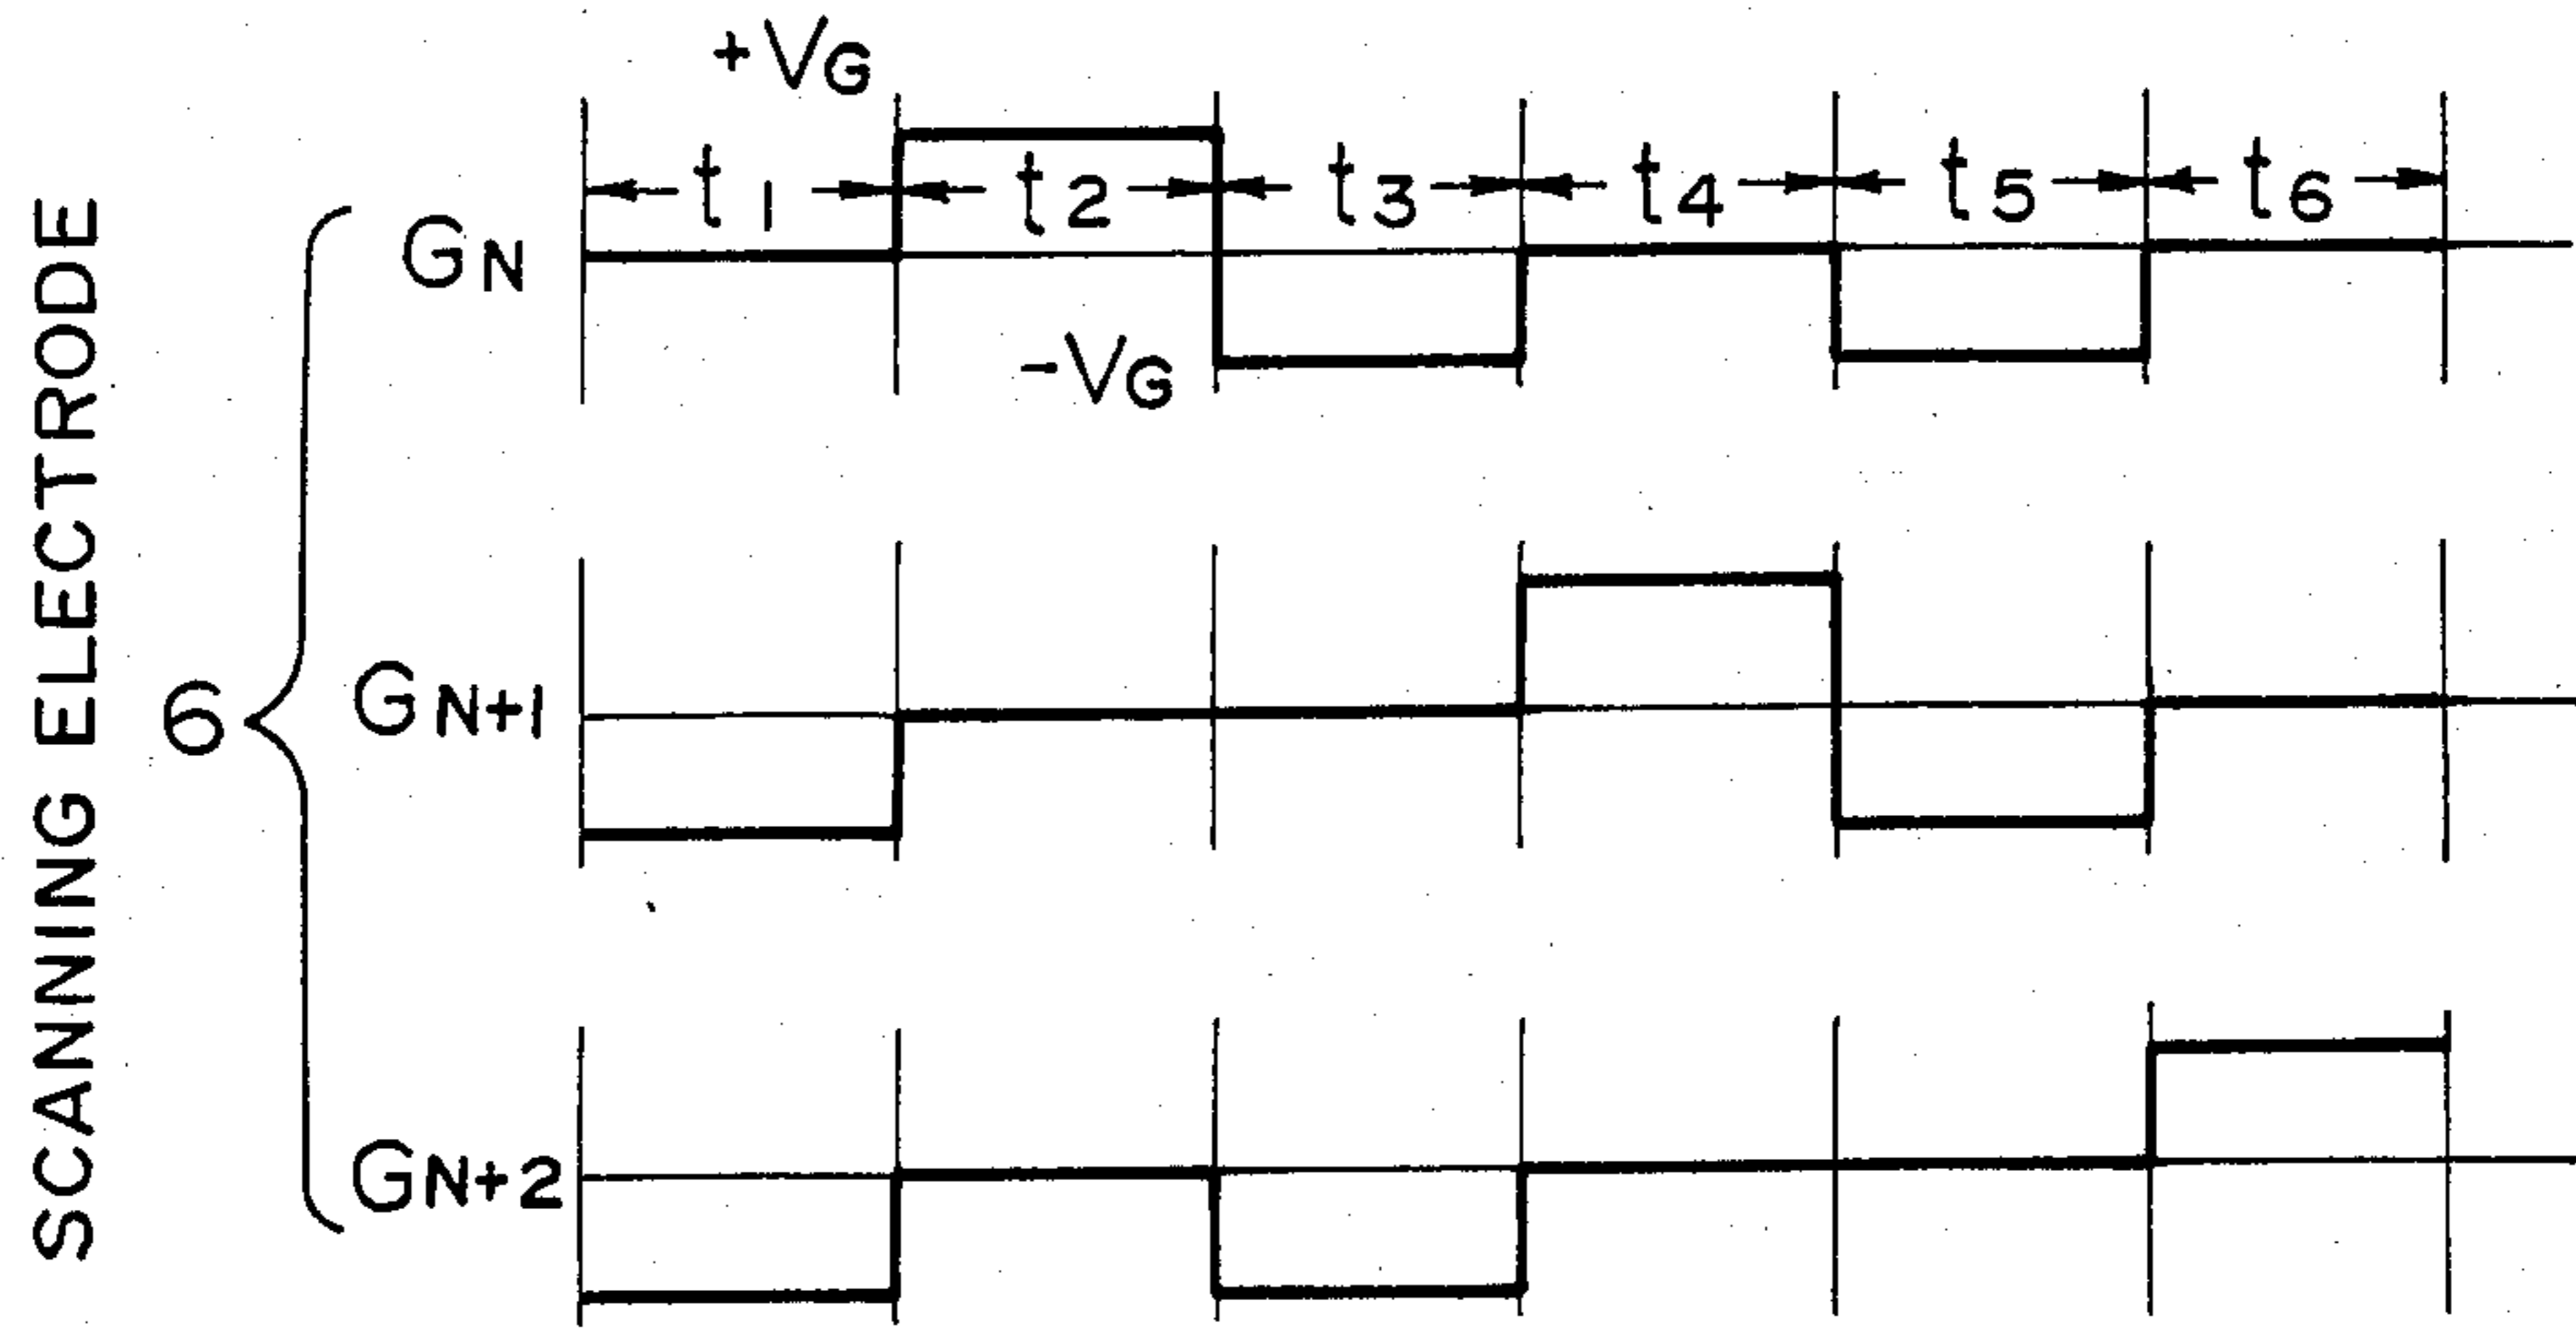 SCANNING ELECTRODE
6
+VG
t1 t2 t3 t4 t5 t6
GN
-VG
GN+1
GN+2